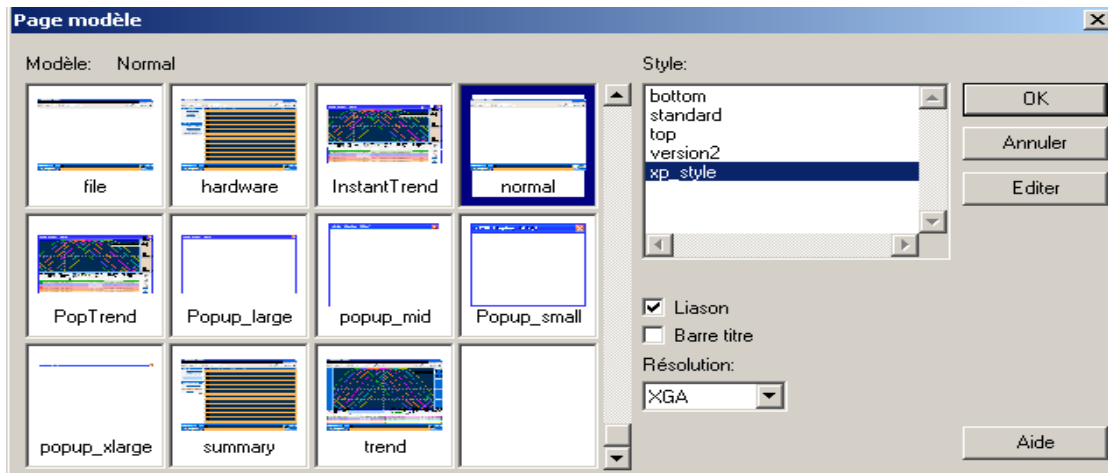 Page modèle
Modèle: Normal
file
hardware
InstantTrend
normal
PopTrend
Popup_large
popup_mid
Popup_small
popup_xlarge
summary
trend
Style:
bottom
standard
top
version2
xp_style
Liason
Barre titre
Résolution:
XGA
OK
Annuler
Editer
Aide